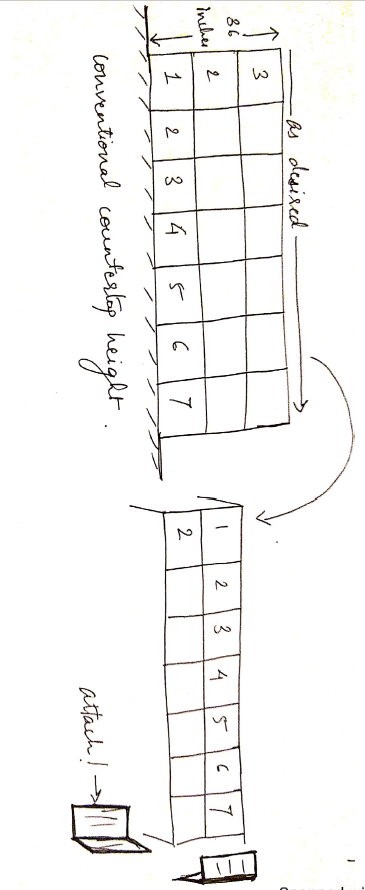 as desired
36
inches
3
2
1 2 3 4 5 6 7
conventional countertop height.
1 2 3 4 5 6 7
2
attach!